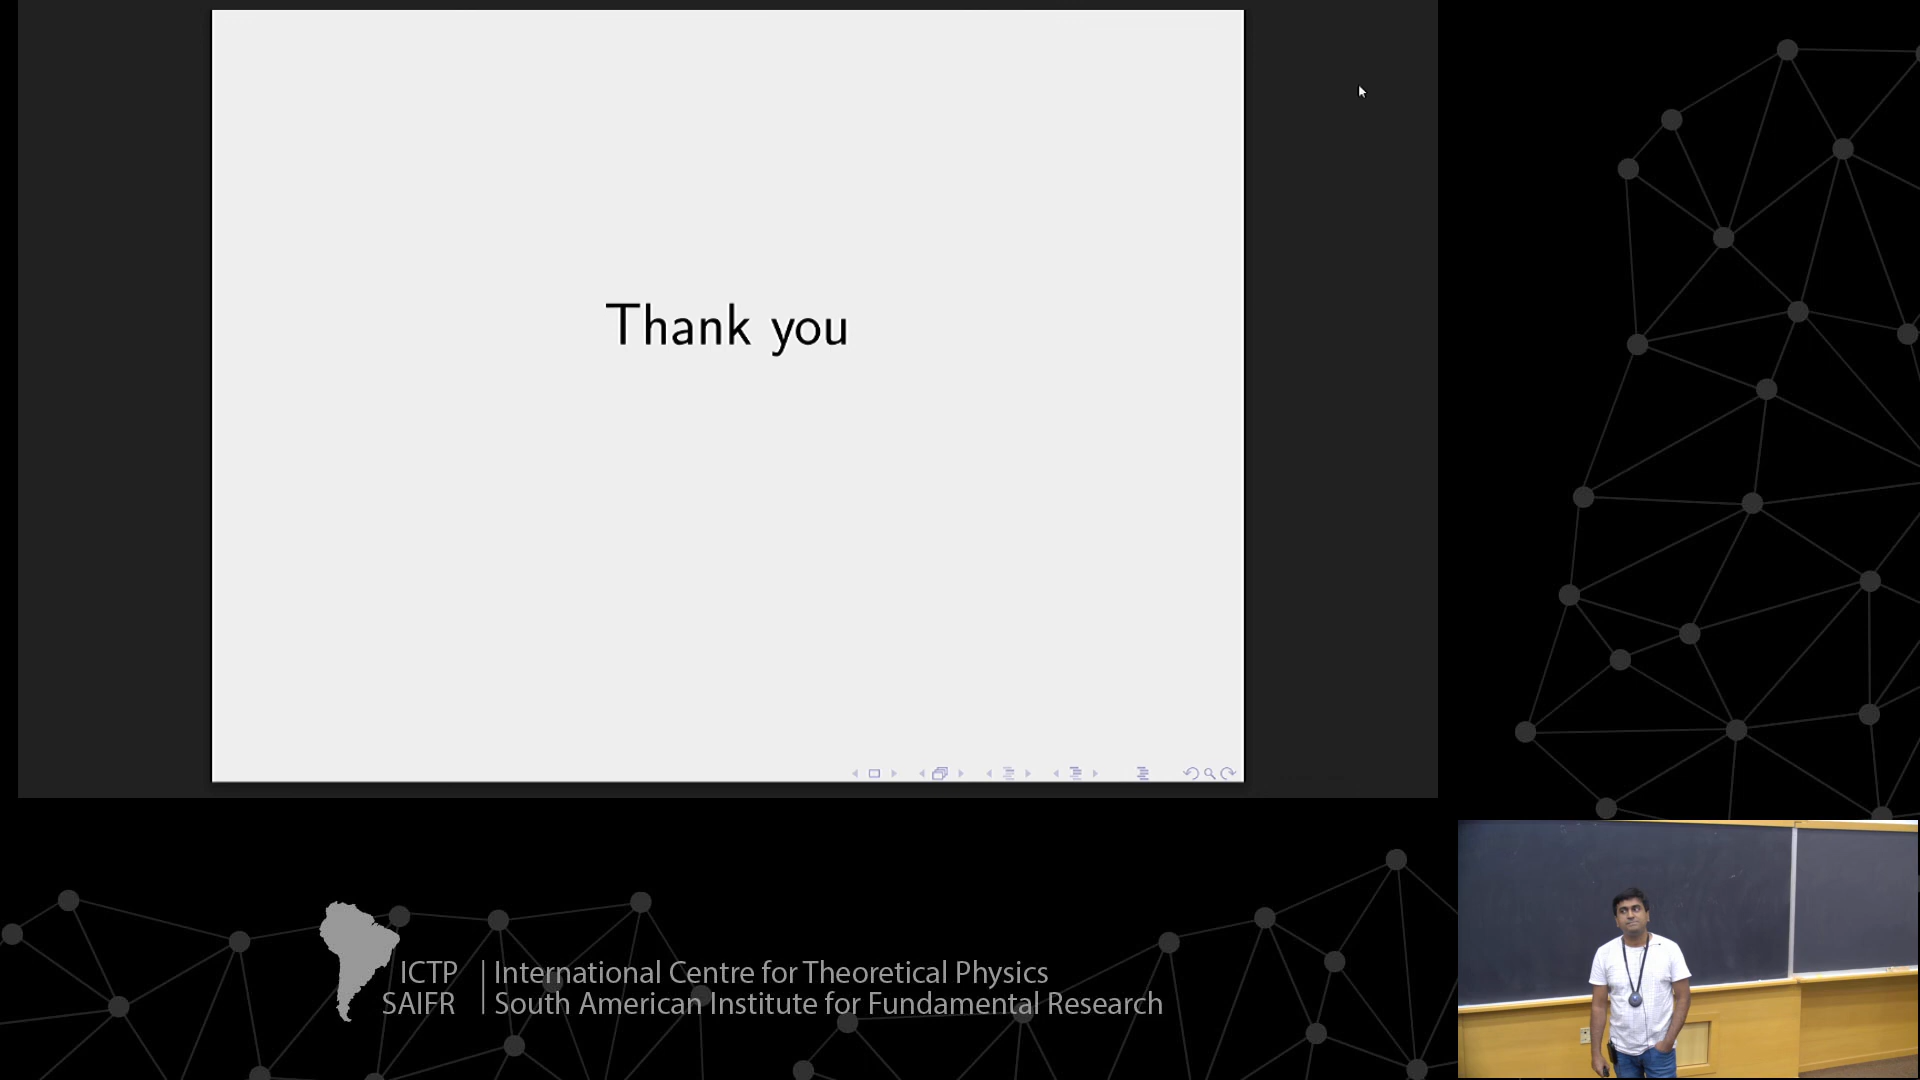 Thank you
ICTP
SAIFR
International Centre for Theoretical Physics
South American Institute for Fundamental Research